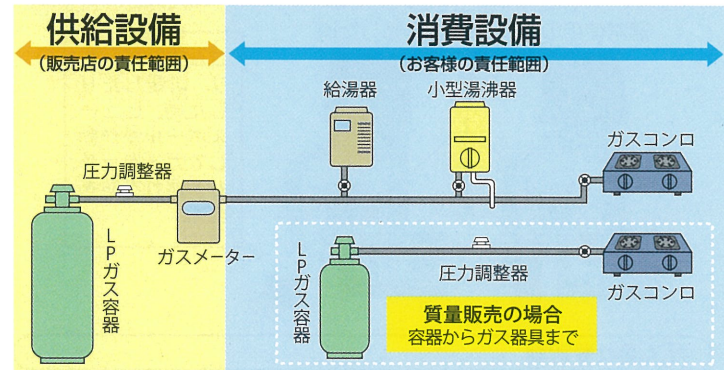 供給設備
(販売店の責任範囲)
消費設備
(お客様の責任範囲)
給湯器
小型湯沸器
ガスコンロ
圧力調整器
LPガス容器
ガスメーター
LPガス容器
圧力調整器
ガスコンロ
質量販売の場合
容器からガス器具まで